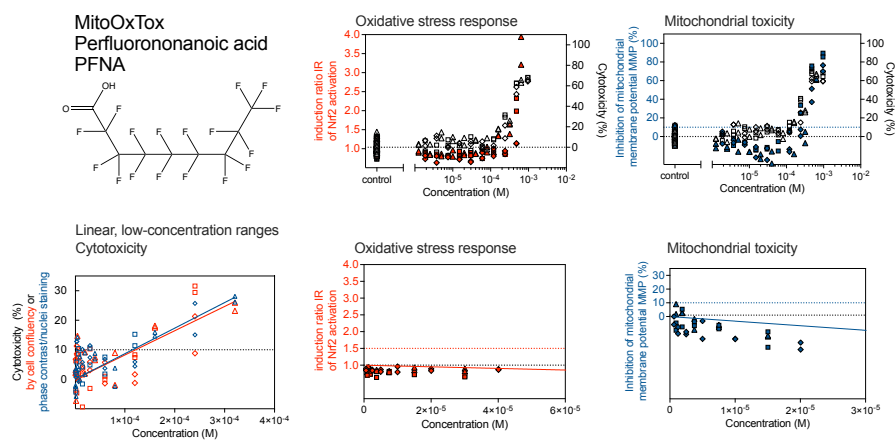 MitoOxTox
Perfluorononanoic acid
PFNA
OH
O
F F
F F
F F F F F F
F
F F F F F F
Oxidative stress response
induction ratio IR
of Nrf2 activation
4.0
3.5
3.0
2.5
2.0
1.5
1.0
100
80
60
40
20
0
Cytotoxicity (%)
control
10-5 10-4 10-3 10-2
Concentration (M)
Mitochondrial toxicity
Inhibition of mitochondrial
membrane potential MMP (%)
100
80
60
40
20
10
0
100
80
60
40
20
0
Cytotoxicity (%)
control
10-5 10-4 10-3 10-2
Concentration (M)
Linear, low-concentration ranges
Cytotoxicity
Cytotoxicity (%)
or
by cell confluency
phase contrast/nuclei staining
30
20
10
0
1×10-4 2×10-4 3×10-4 4×10-4
Concentration (M)
Oxidative stress response
induction ratio IR
of Nrf2 activation
4.0
3.5
3.0
2.5
2.0
1.5
1.0
0 2×10-5 4×10-5 6×10-5
Concentration (M)
Mitochondrial toxicity
Inhibition of mitochondrial
membrane potential MMP (%)
30
20
10
0
0 1×10-5 2×10-5 3×10-5
Concentration (M)